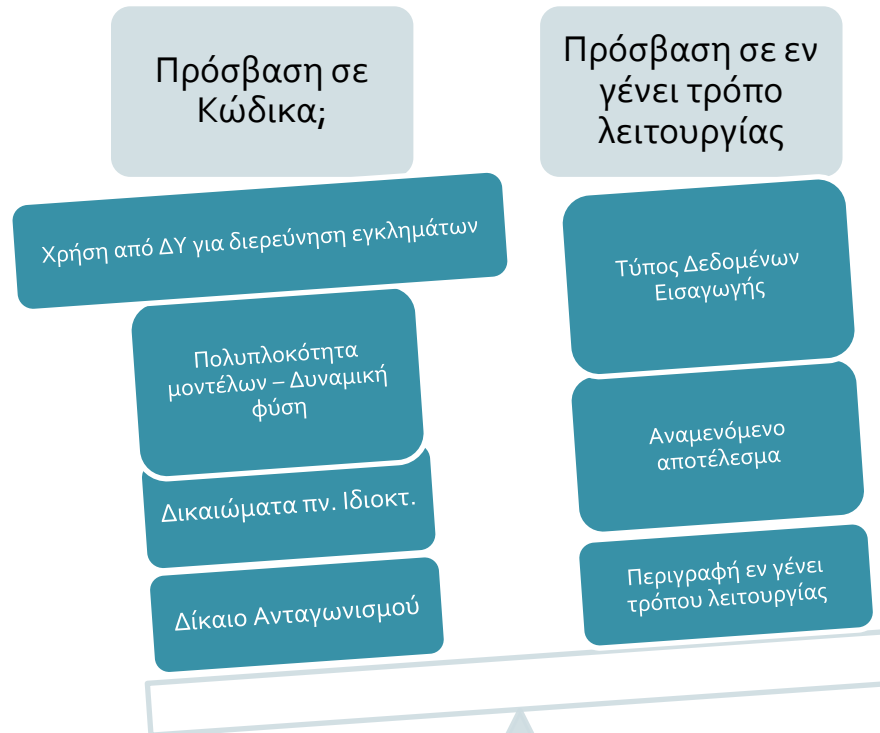 Πρόσβαση σε
Κώδικα;
Χρήση από ΔΥ για διερεύνηση εγκλημάτων
Πολυπλοκότητα
μοντέλων – Δυναμική
φύση
Δικαιώματα πν. Ιδιοκτ.
Δίκαιο Ανταγωνισμού
Πρόσβαση σε εν
γένει τρόπο
λειτουργίας
Τύπος Δεδομένων
Εισαγωγής
Αναμενόμενο
αποτέλεσμα
Περιγραφή εν γένει
τρόπου λειτουργίας